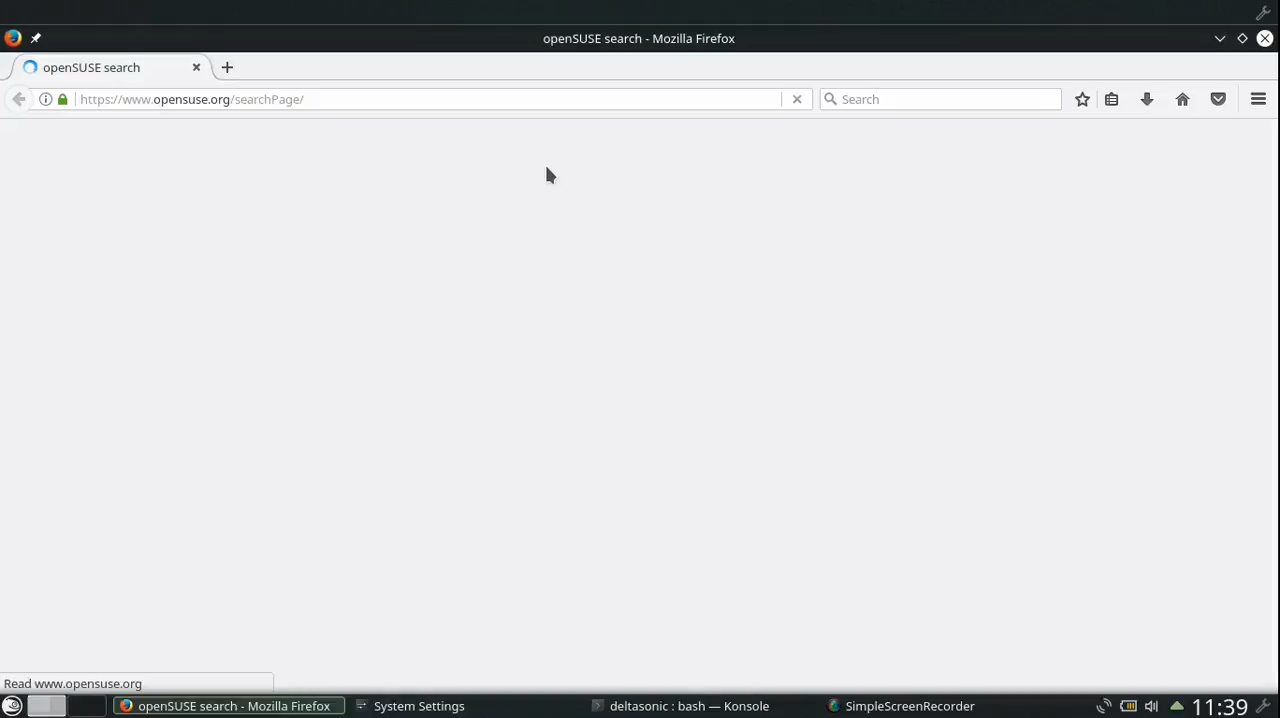 openSUSE search - Mozilla Firefox
openSUSE search
https://www.opensuse.org/searchPage/
Search
Read www.opensuse.org
openSUSE search - Mozilla Firefox
System Settings
deltasonic : bash — Konsole
SimpleScreenRecorder
11:39